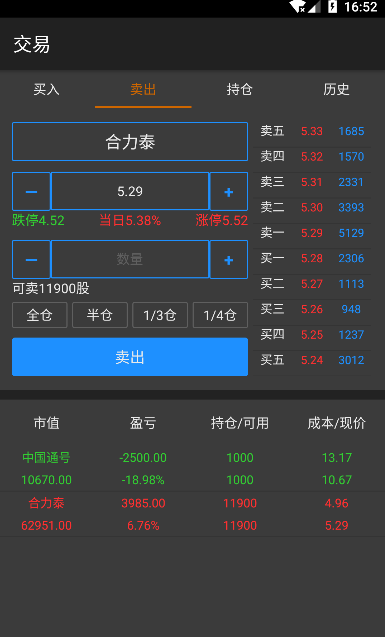 16:52
交易
买入 卖出 持仓 历史
合力泰
− 5.29 +
跌停4.52 当日5.38% 涨停5.52
− 数量 +
可卖11900股
全仓 半仓 1/3仓 1/4仓
卖出
卖五 5.33 1685
卖四 5.32 1570
卖三 5.31 2331
卖二 5.30 3393
卖一 5.29 5129
买一 5.28 2306
买二 5.27 1113
买三 5.26 948
买四 5.25 1237
买五 5.24 3012
市值 盈亏 持仓/可用 成本/现价
中国通号 -2500.00 1000 13.17
10670.00 -18.98% 1000 10.67
合力泰 3985.00 11900 4.96
62951.00 6.76% 11900 5.29